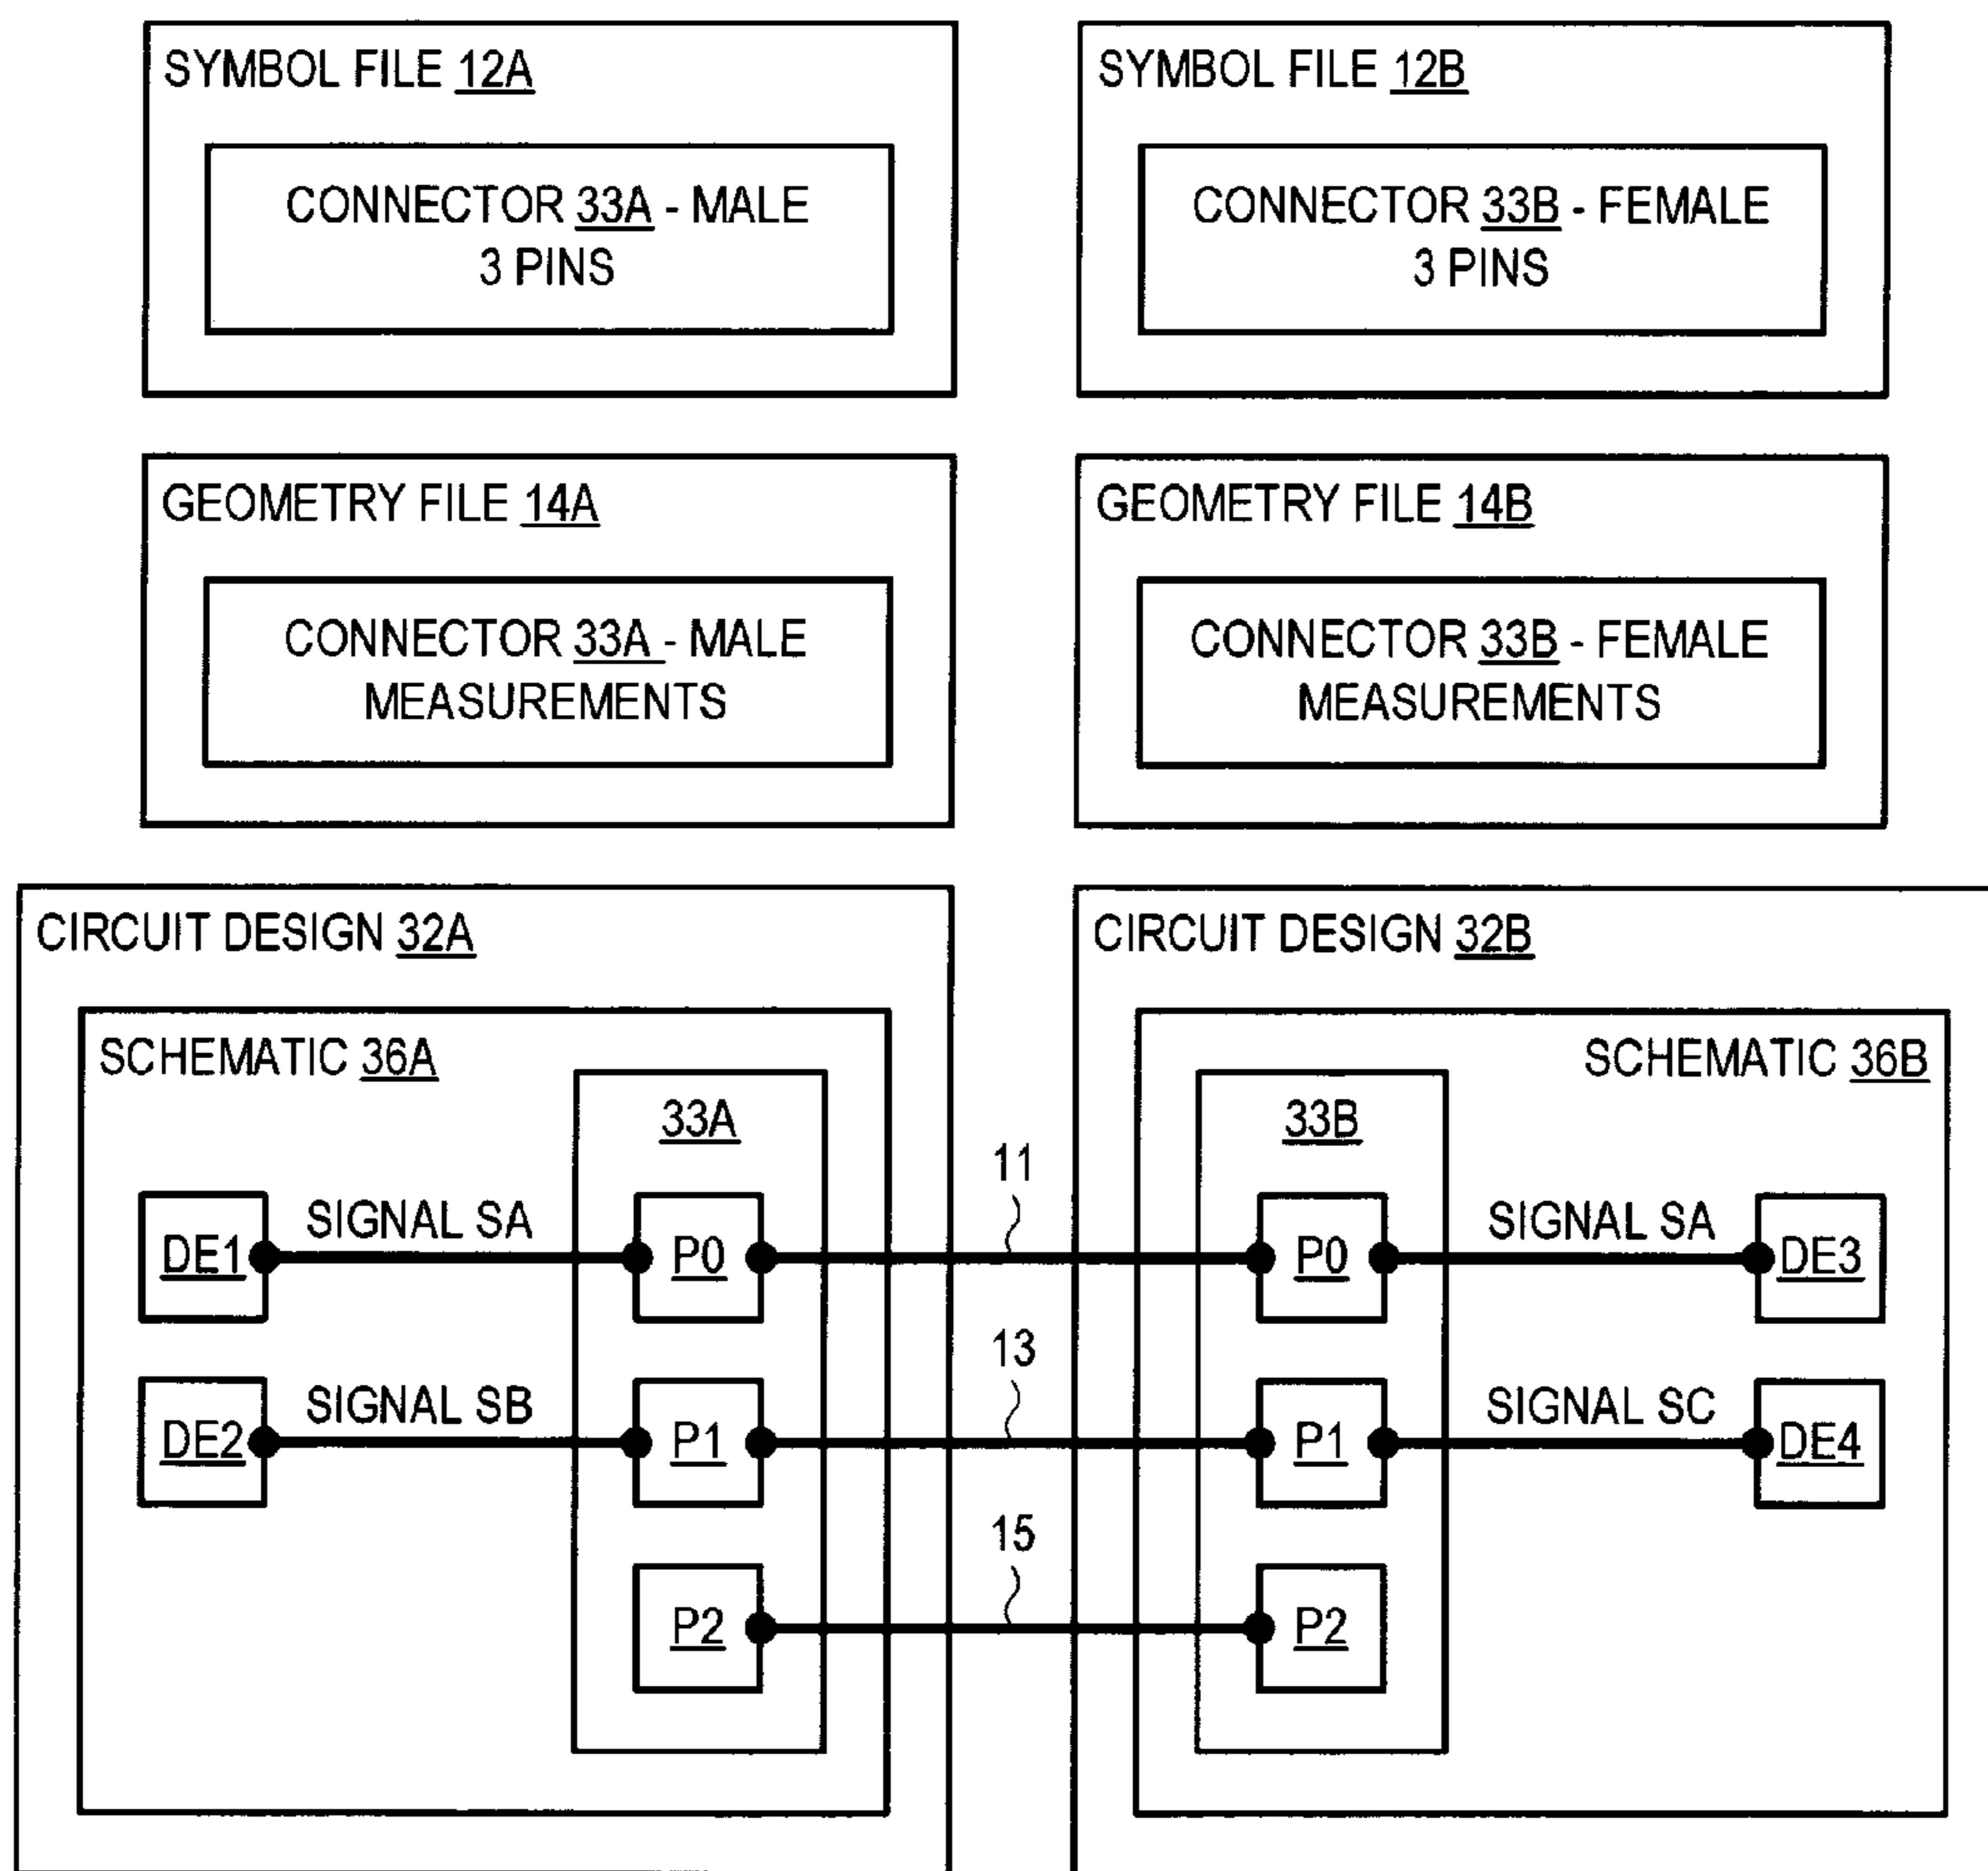 SYMBOL FILE 12A
CONNECTOR 33A - MALE
3 PINS
SYMBOL FILE 12B
CONNECTOR 33B - FEMALE
3 PINS
GEOMETRY FILE 14A
CONNECTOR 33A - MALE
MEASUREMENTS
GEOMETRY FILE 14B
CONNECTOR 33B - FEMALE
MEASUREMENTS
CIRCUIT DESIGN 32A
SCHEMATIC 36A
33A
DE1
SIGNAL SA
P0
DE2
SIGNAL SB
P1
P2
11
13
15
CIRCUIT DESIGN 32B
SCHEMATIC 36B
33B
P0
SIGNAL SA
DE3
P1
SIGNAL SC
DE4
P2